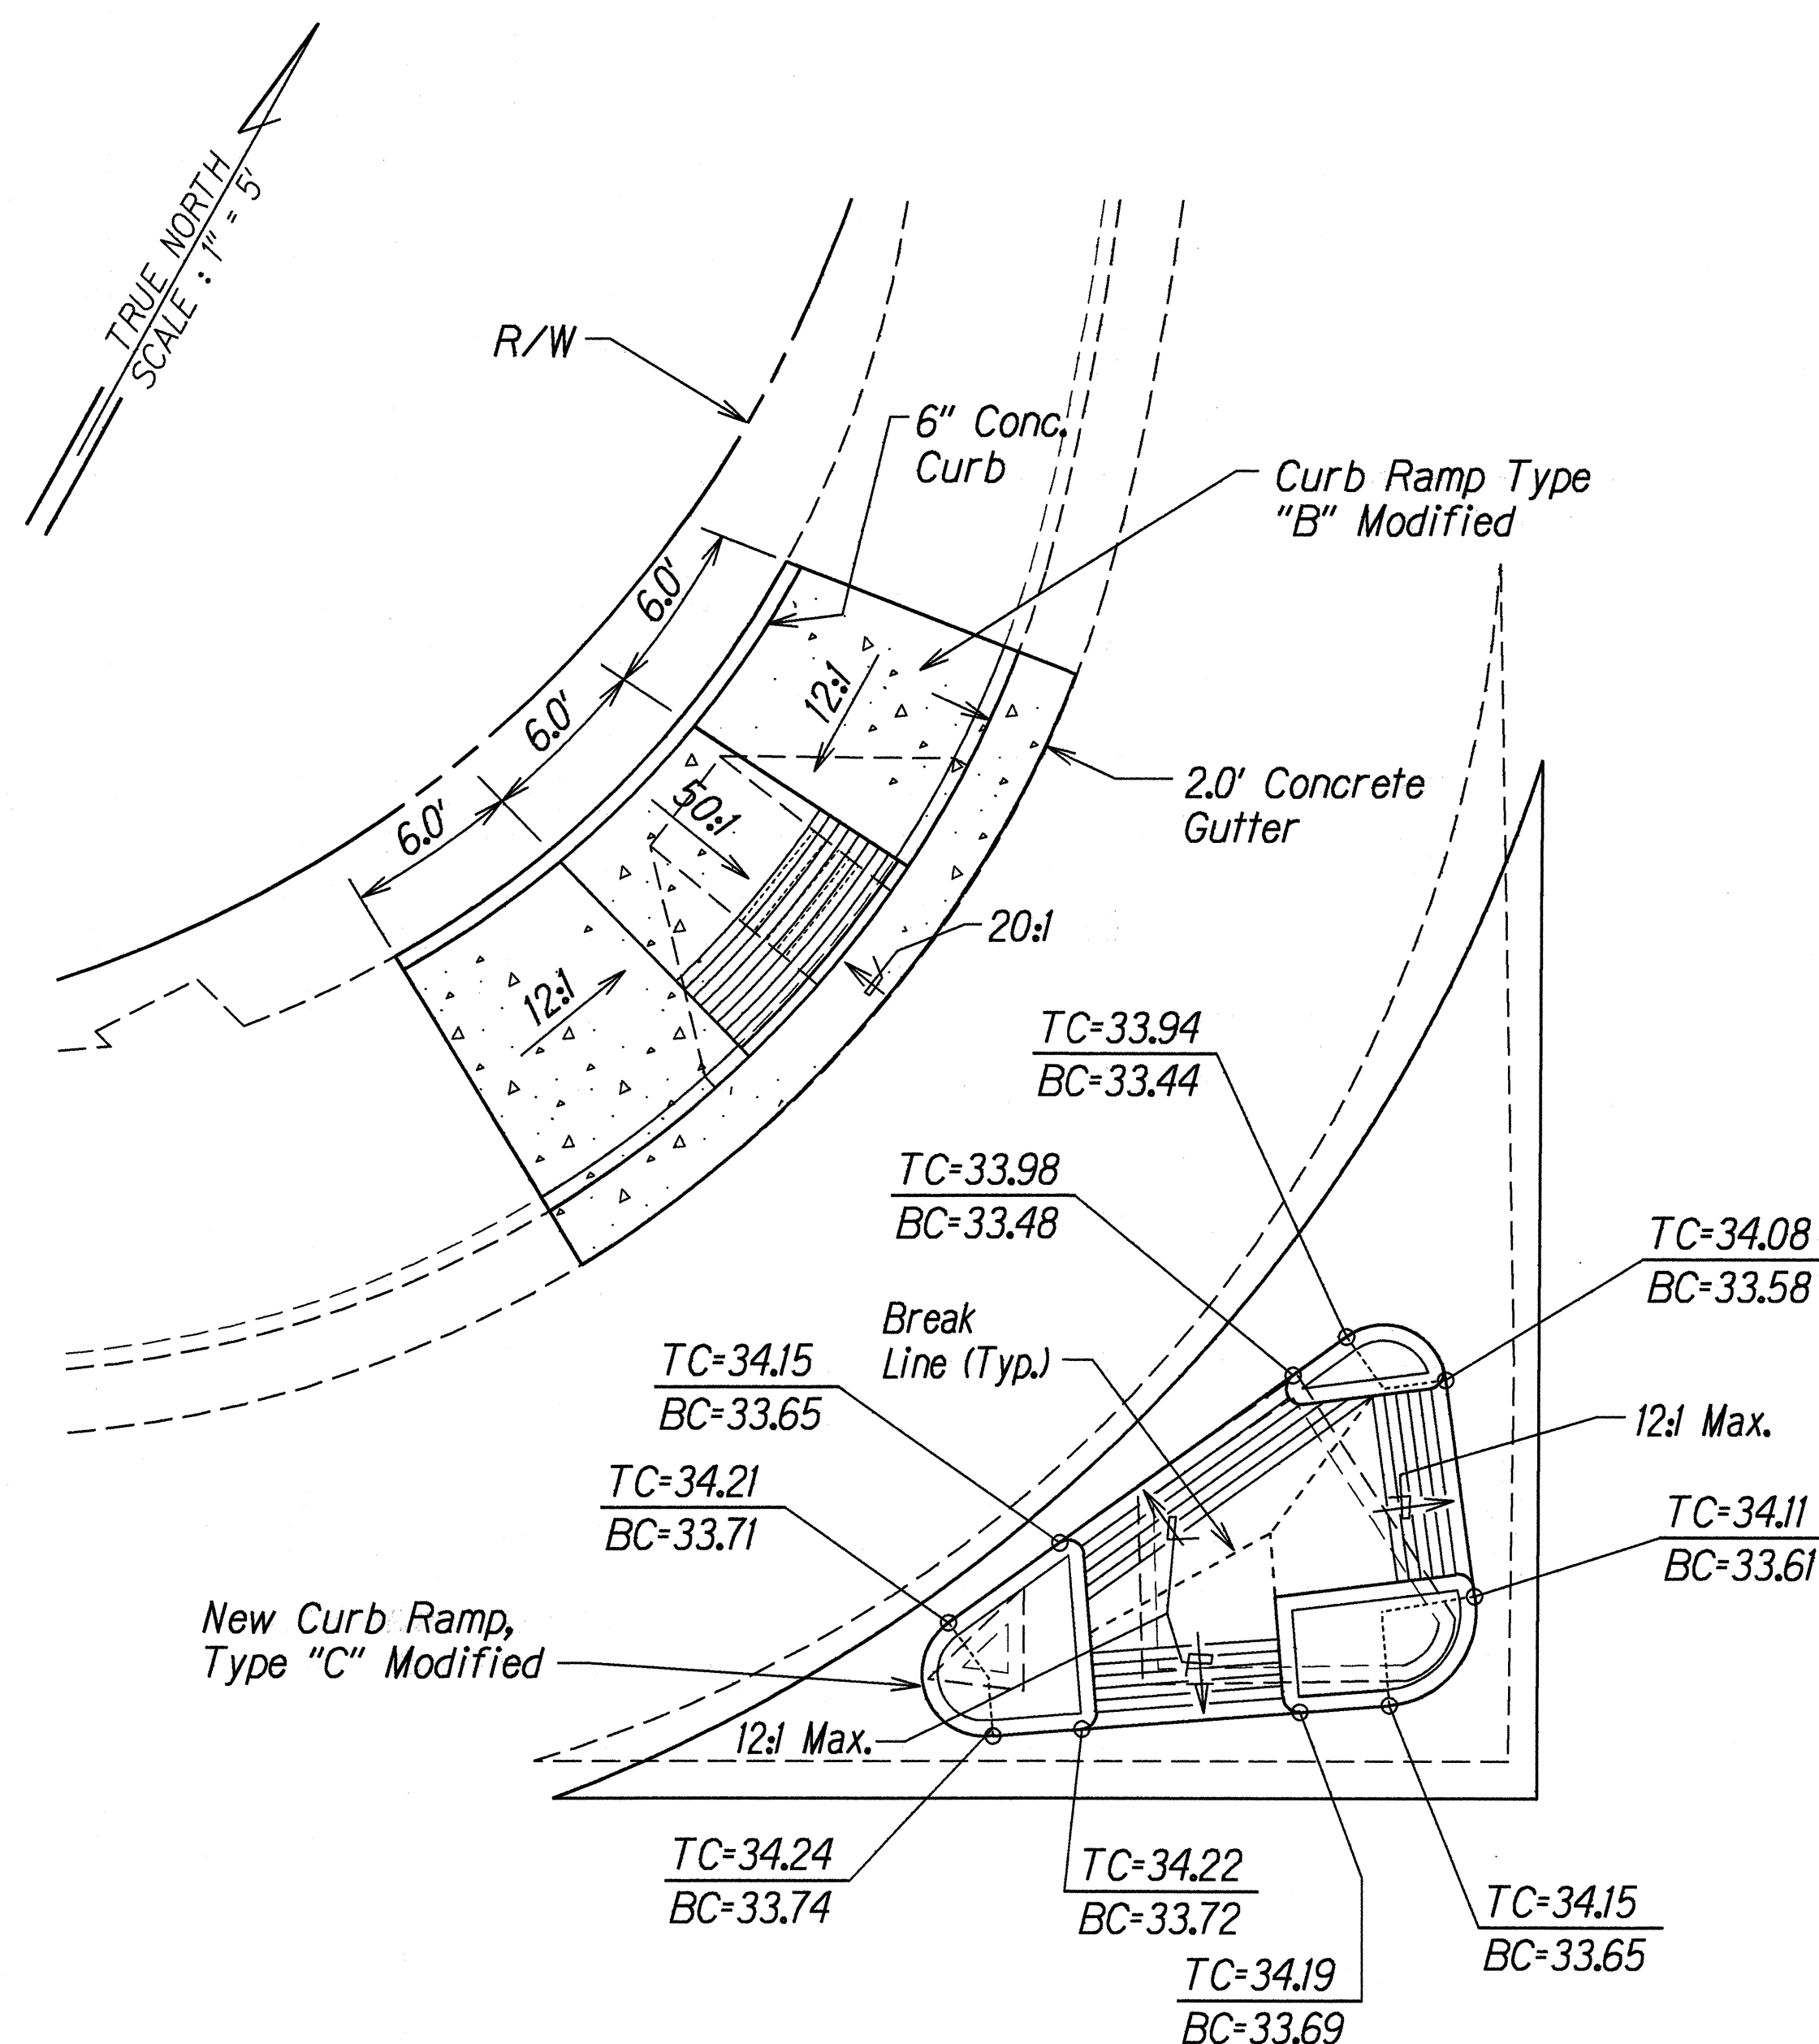 TRUE NORTH
SCALE : 1" = 5'
R/W
6" Conc.
Curb
Curb Ramp Type
"B" Modified
6.0'
6.0'
6.0'
12:1
50:1
12:1
2.0' Concrete
Gutter
20:1
TC=33.94
BC=33.44
TC=33.98
BC=33.48
TC=34.08
BC=33.58
Break
Line (Typ.)
TC=34.15
BC=33.65
12:1 Max.
TC=34.21
BC=33.71
TC=34.11
BC=33.61
New Curb Ramp,
Type "C" Modified
12:1 Max.
TC=34.24
BC=33.74
TC=34.22
BC=33.72
TC=34.15
BC=33.65
TC=34.19
BC=33.69